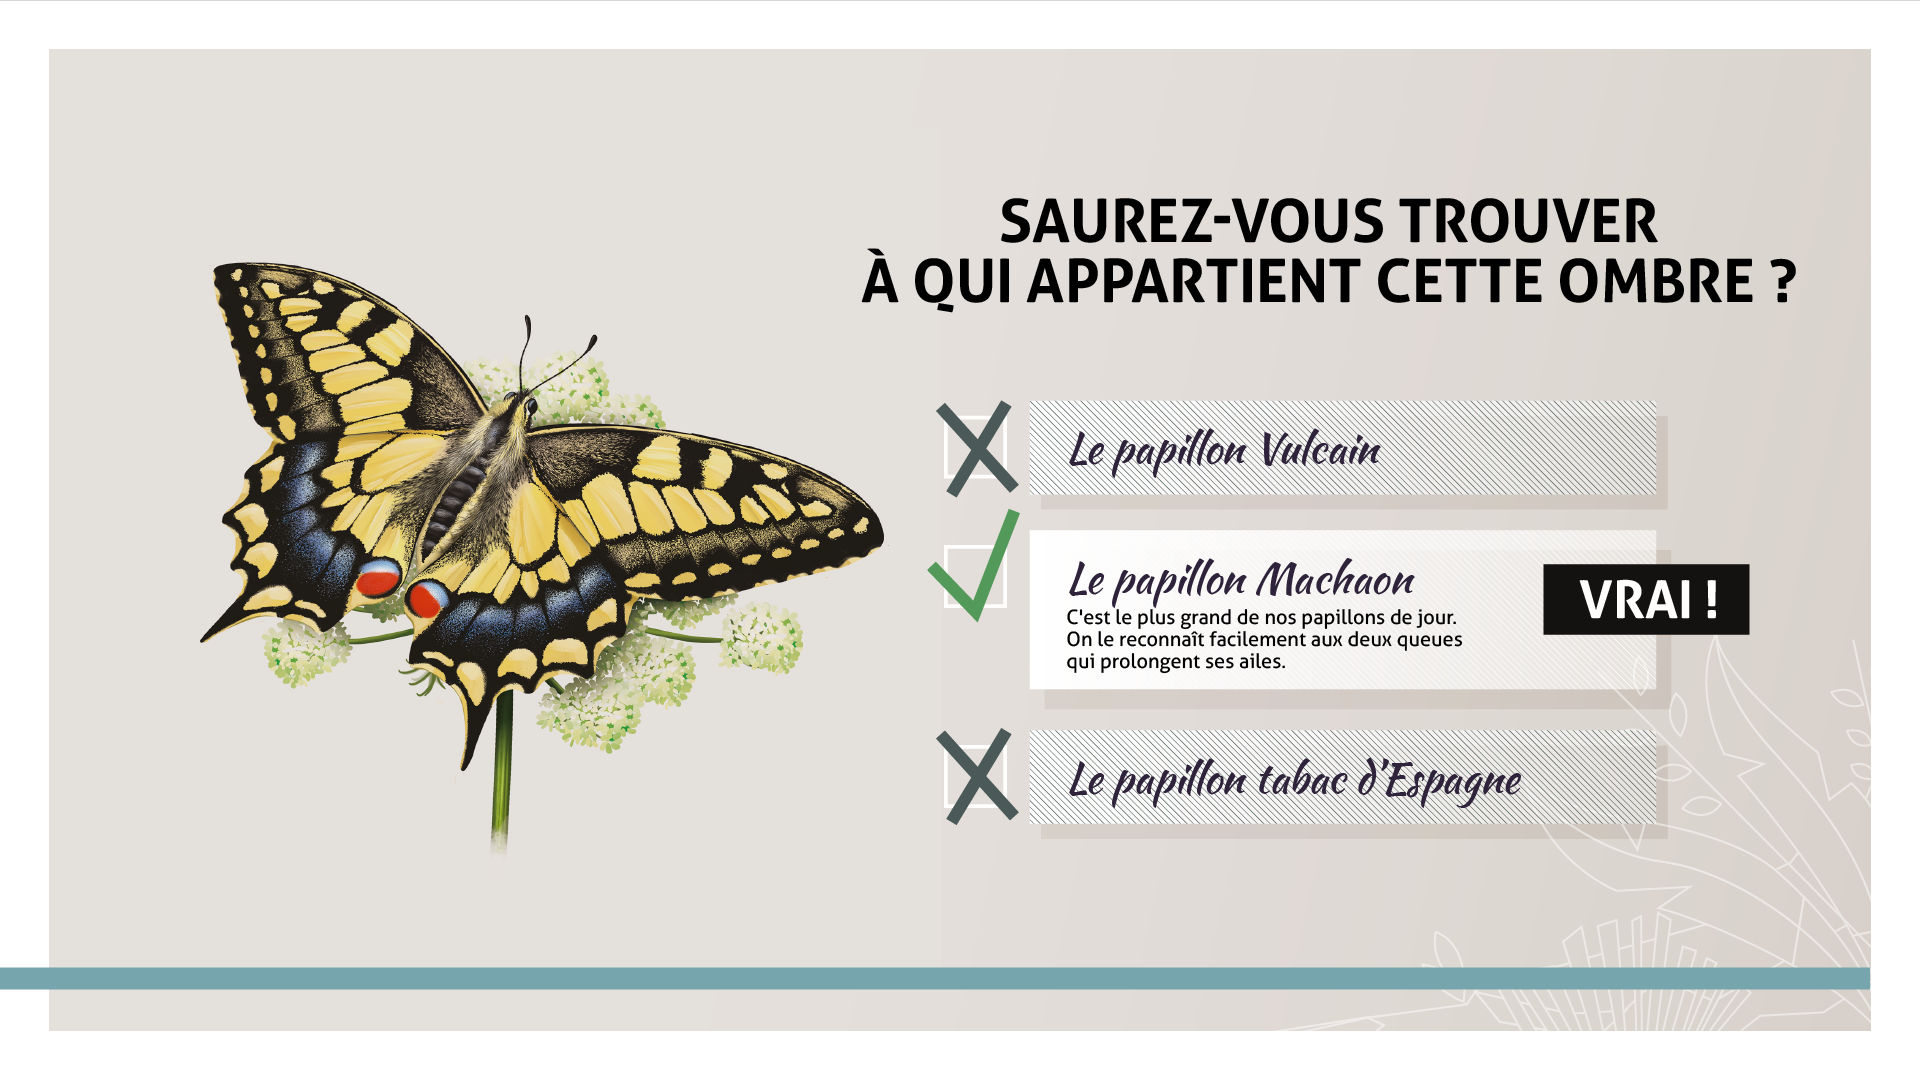 SAUREZ-VOUS TROUVER
À QUI APPARTIENT CETTE OMBRE ?
Le papillon Vulcain
Le papillon Machaon
C'est le plus grand de nos papillons de jour.
On le reconnaît facilement aux deux queues
qui prolongent ses ailes.
VRAI !
Le papillon tabac d'Espagne